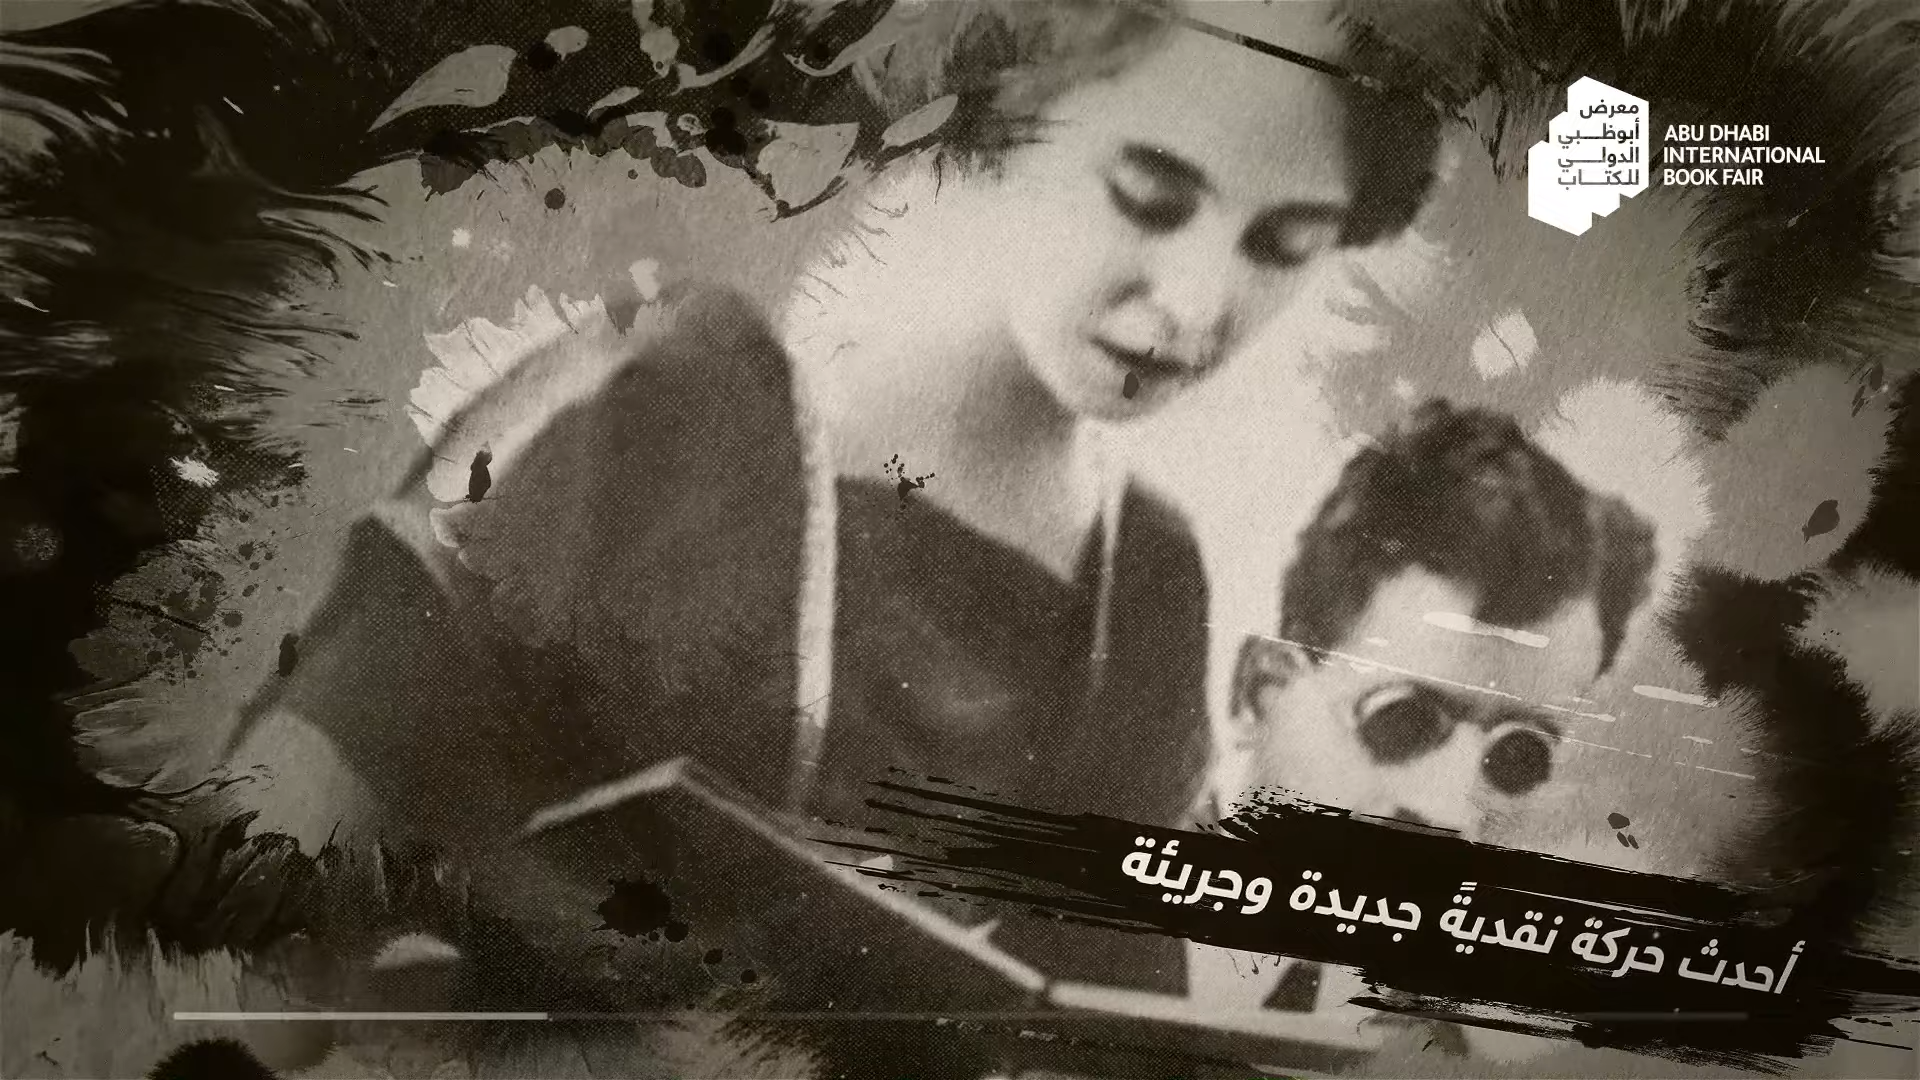 معرض
أبوظبي
الدولي
للكتاب
ABU DHABI
INTERNATIONAL
BOOK FAIR
أحدث حركة نقديةً جديدة وجريئة